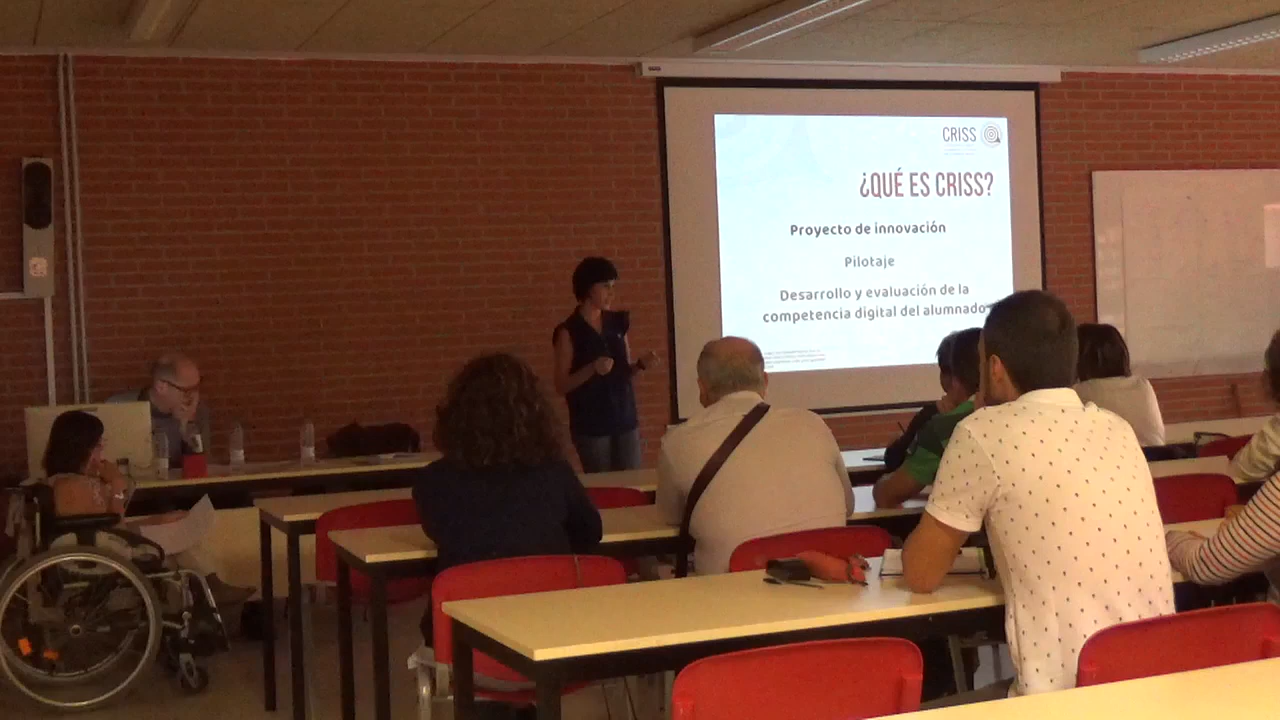 CRISS
¿QUÉ ES CRISS?
Proyecto de innovación
Pilotaje
Desarrollo y evaluación de la
competencia digital del alumnado